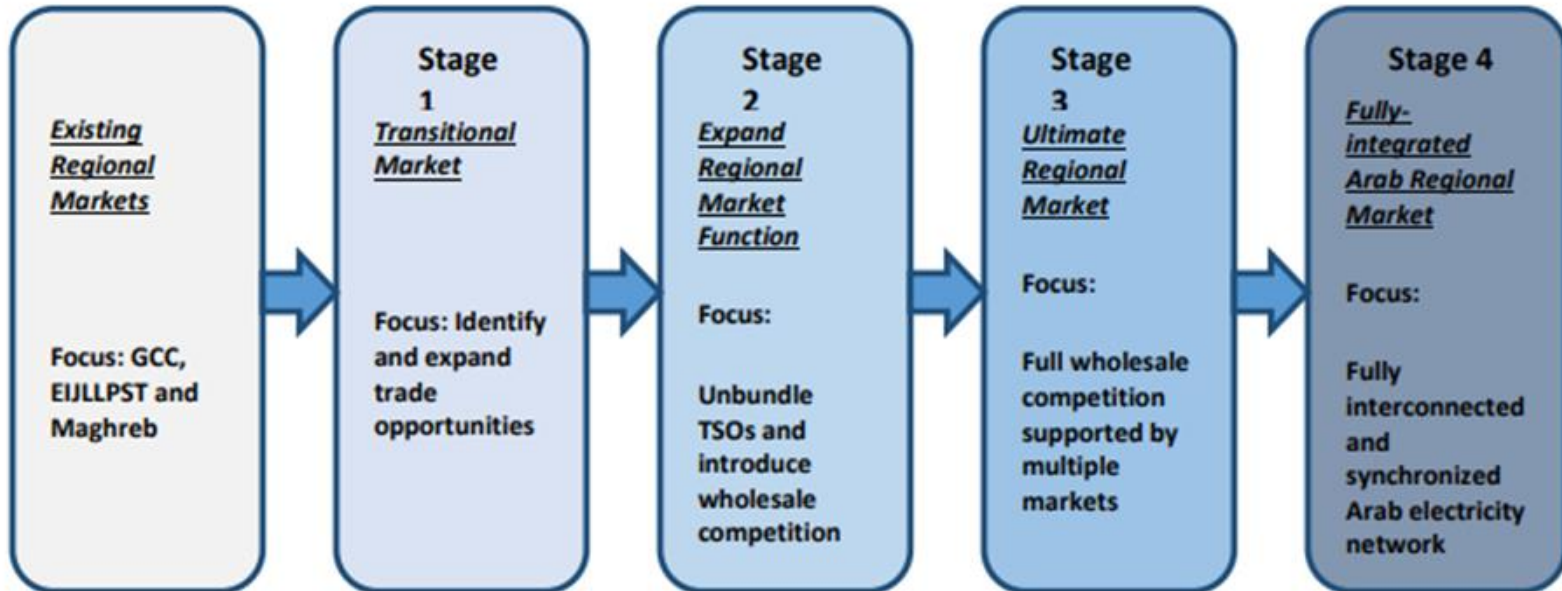 Existing
Regional
Markets
Focus: GCC,
EIJLLPST and
Maghreb
Stage
1
Transitional
Market
Focus: Identify
and expand
trade
opportunities
Stage
2
Expand
Regional
Market
Function
Focus:
Unbundle
TSOs and
introduce
wholesale
competition
Stage
3
Ultimate
Regional
Market
Focus:
Full wholesale
competition
supported by
multiple
markets
Stage 4
Fully-
integrated
Arab Regional
Market
Focus:
Fully
interconnected
and
synchronized
Arab electricity
network